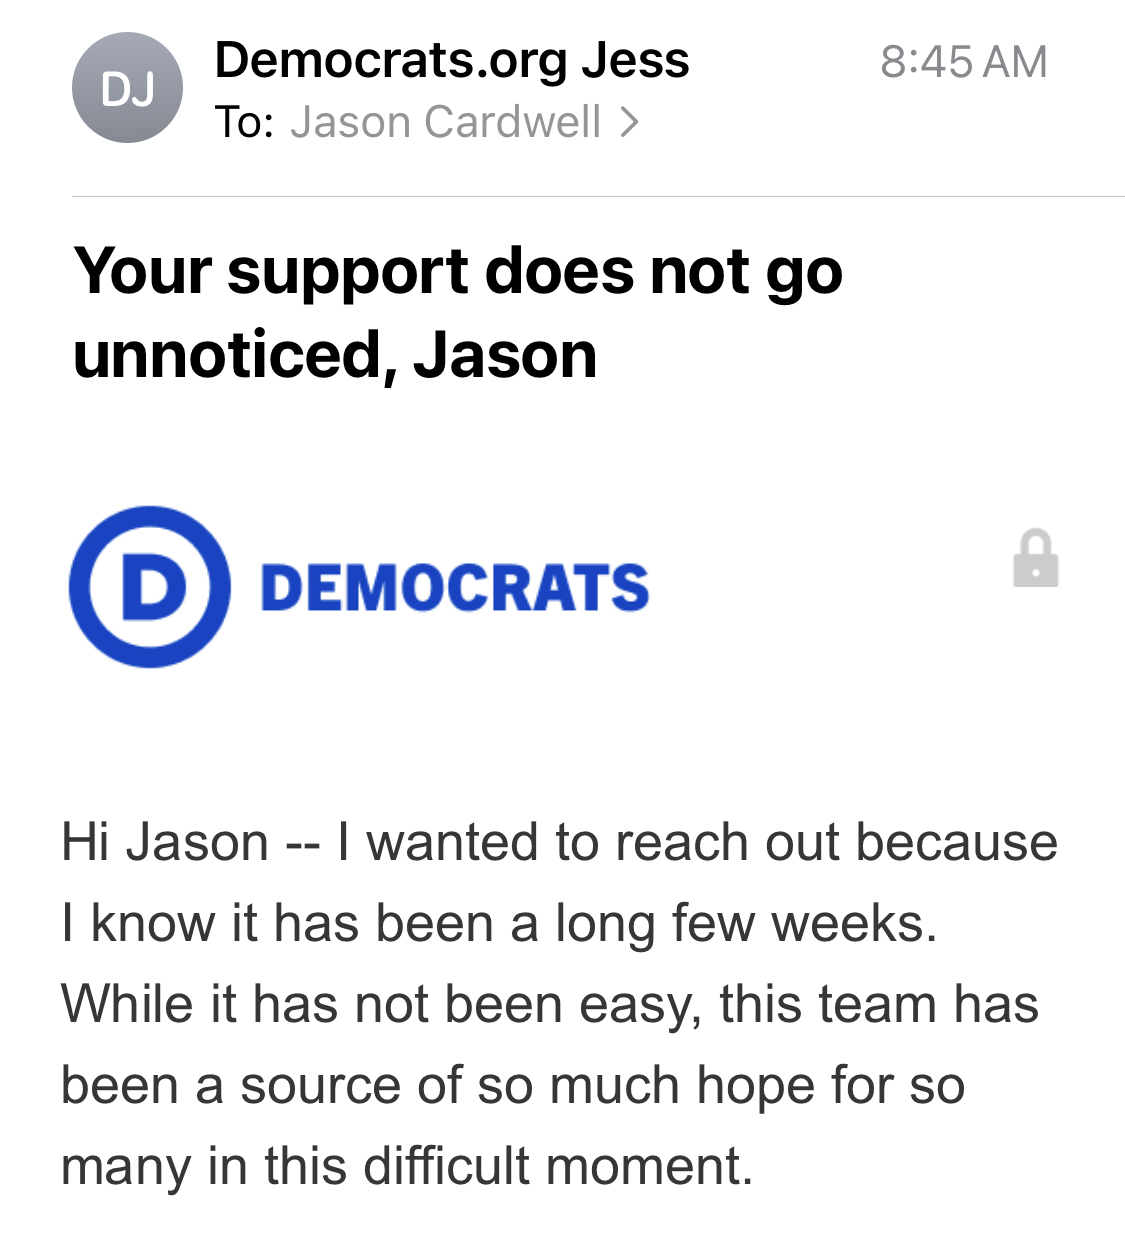 DJ
Democrats.org Jess
8:45 AM
To: Jason Cardwell >
Your support does not go
unnoticed, Jason
D DEMOCRATS
Hi Jason -- I wanted to reach out because
I know it has been a long few weeks.
While it has not been easy, this team has
been a source of so much hope for so
many in this difficult moment.